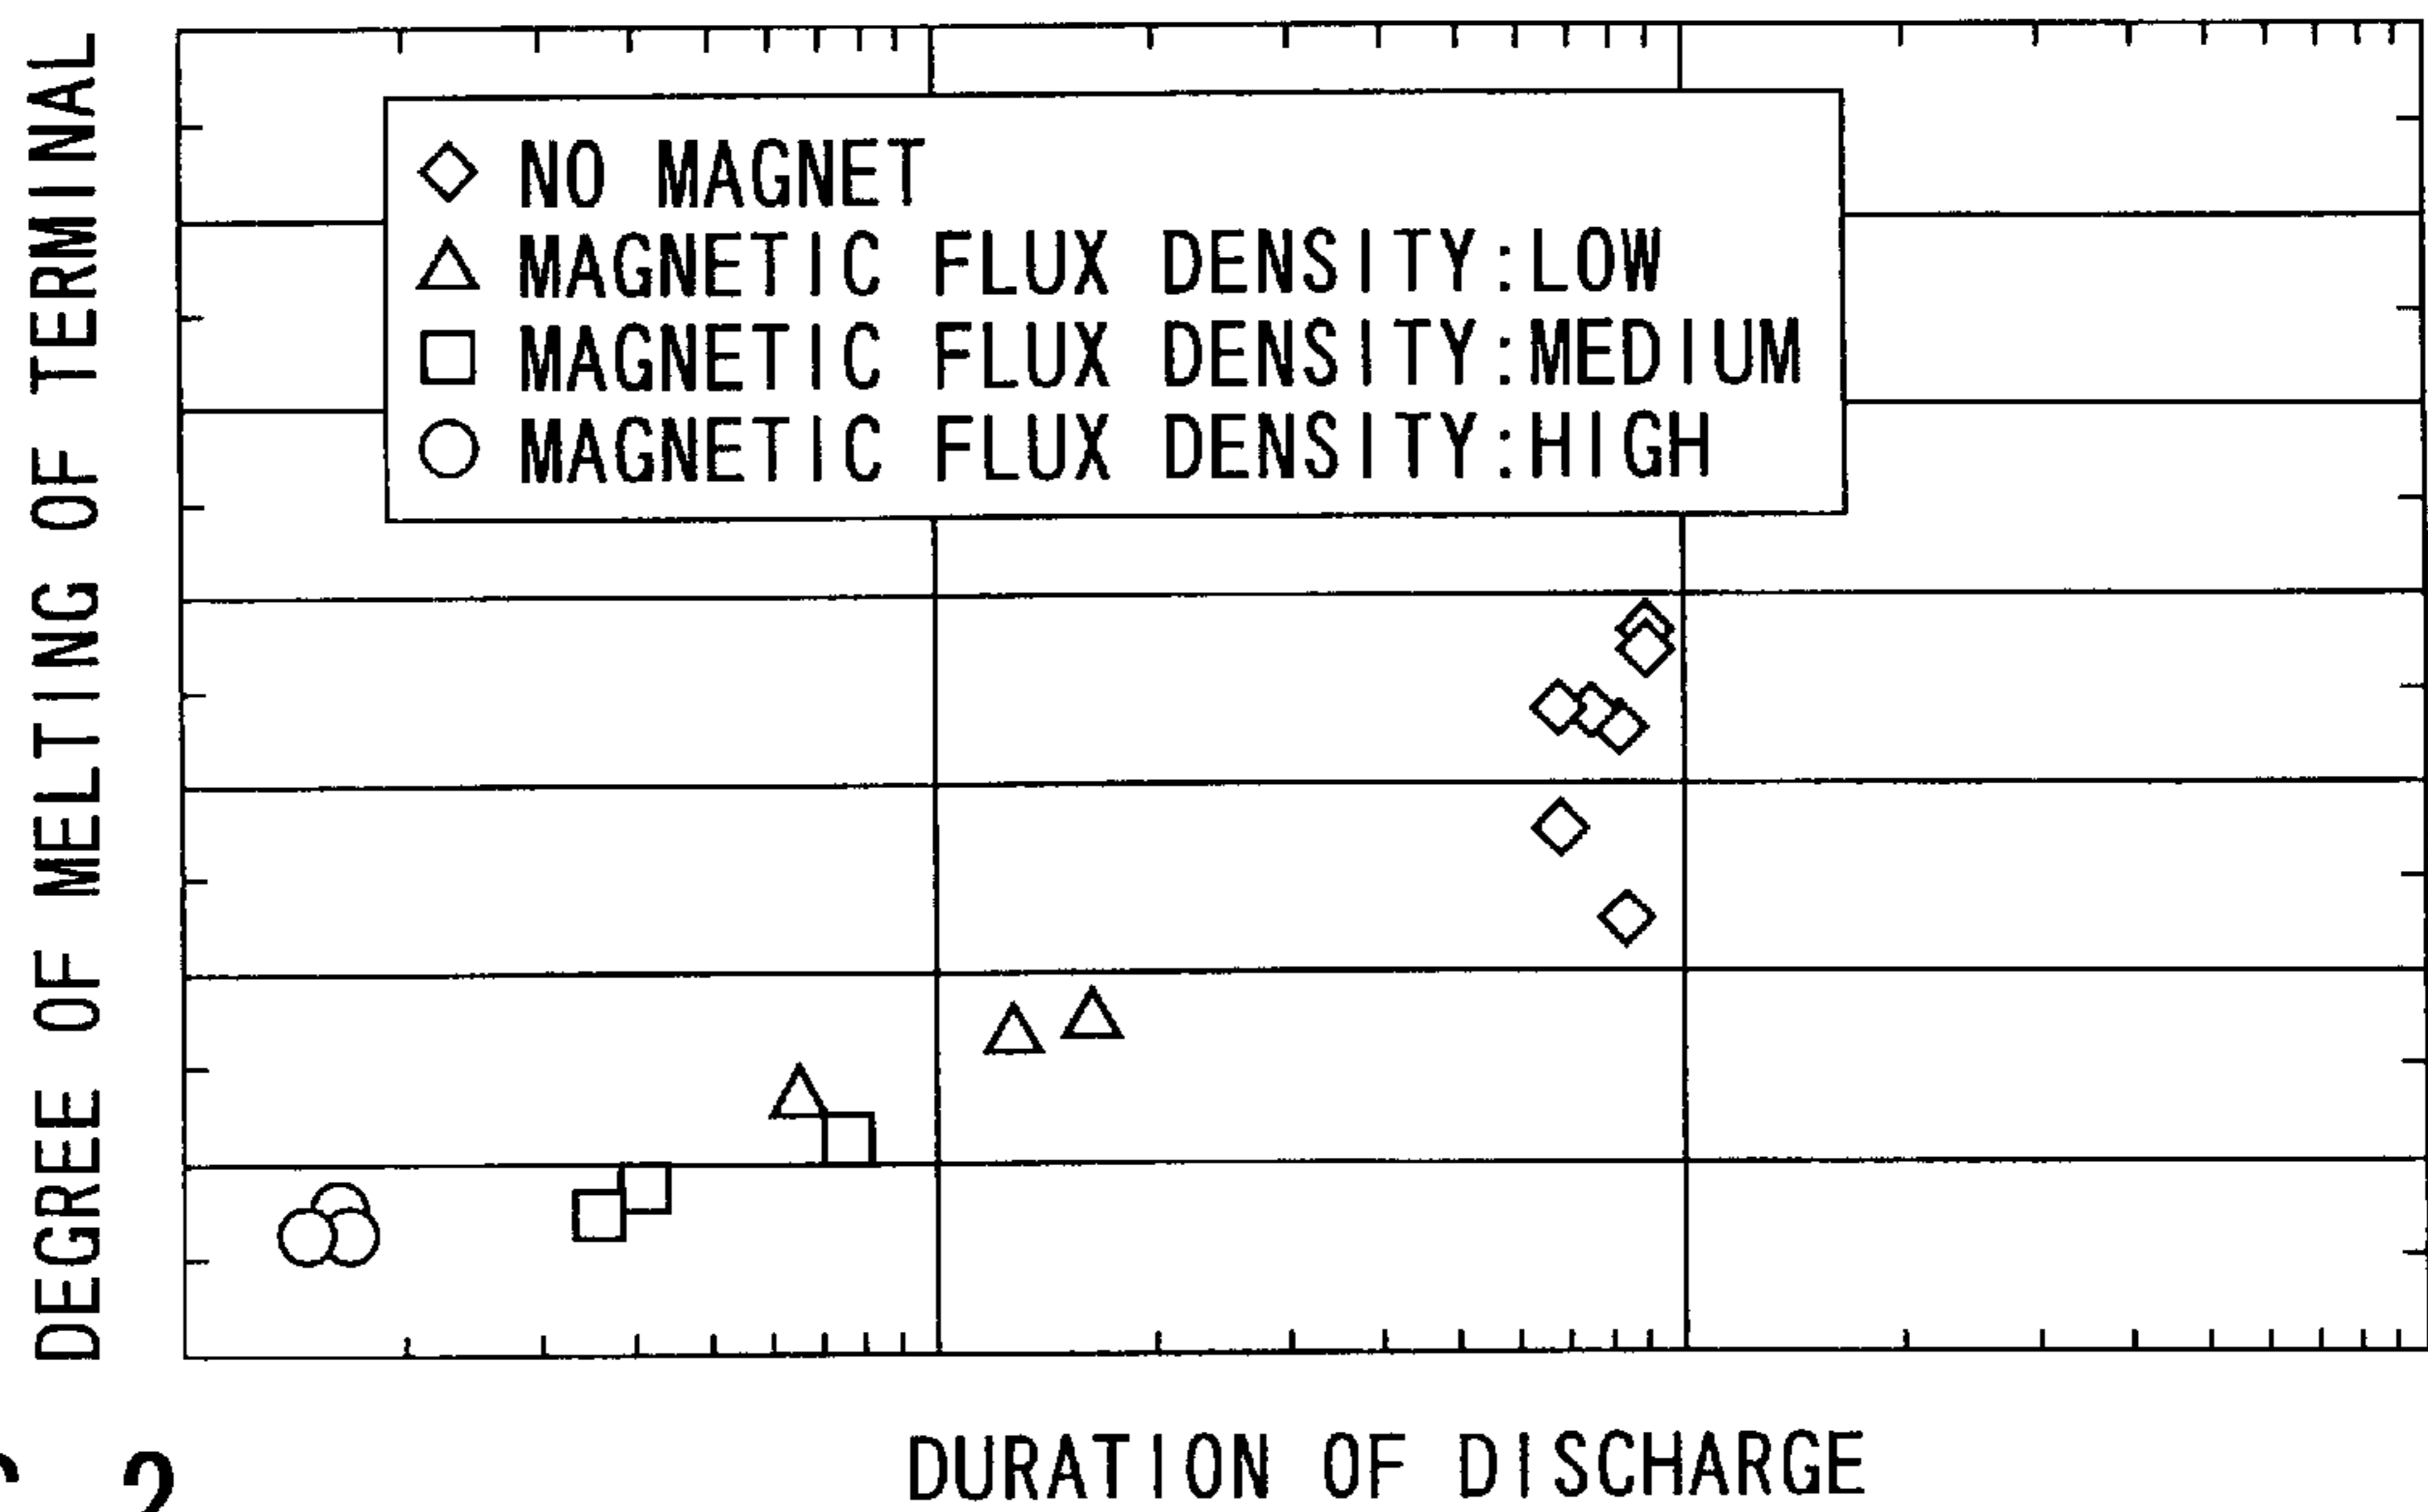 DEGREE OF MELTING OF TERMINAL
NO MAGNET
MAGNETIC FLUX DENSITY:LOW
MAGNETIC FLUX DENSITY:MEDIUM
MAGNETIC FLUX DENSITY:HIGH
DURATION OF DISCHARGE
2